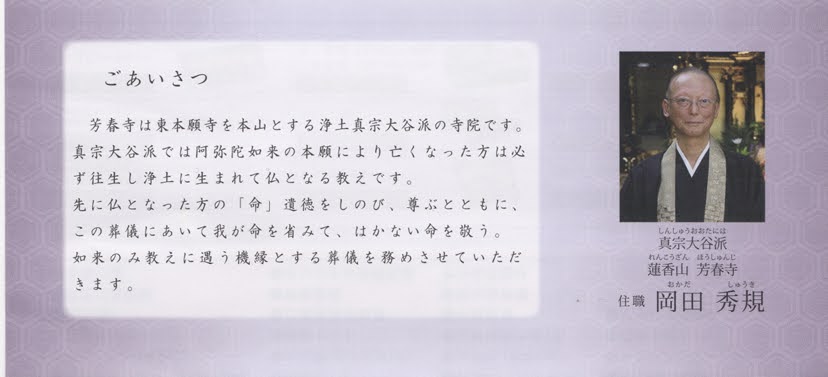 ごあいさつ
芳春寺は東本願寺を本山とする浄土真宗大谷派の寺院です。
真宗大谷派では阿弥陀如来の本願により亡くなった方は必
ず往生し浄土に生まれて仏となる教えです。
先に仏となった方の「命」遺徳をしのび、尊ぶとともに、
この葬儀にあいて我が命を省みて、はかない命を敬う。
如来のみ教えに遇う機縁とする葬儀を務めさせていただ
きます。
しんしゅうおおたには
真宗大谷派
れんこうざん ほうしゅんじ
蓮香山 芳春寺
おかだ しゅうき
住職 岡田 秀規